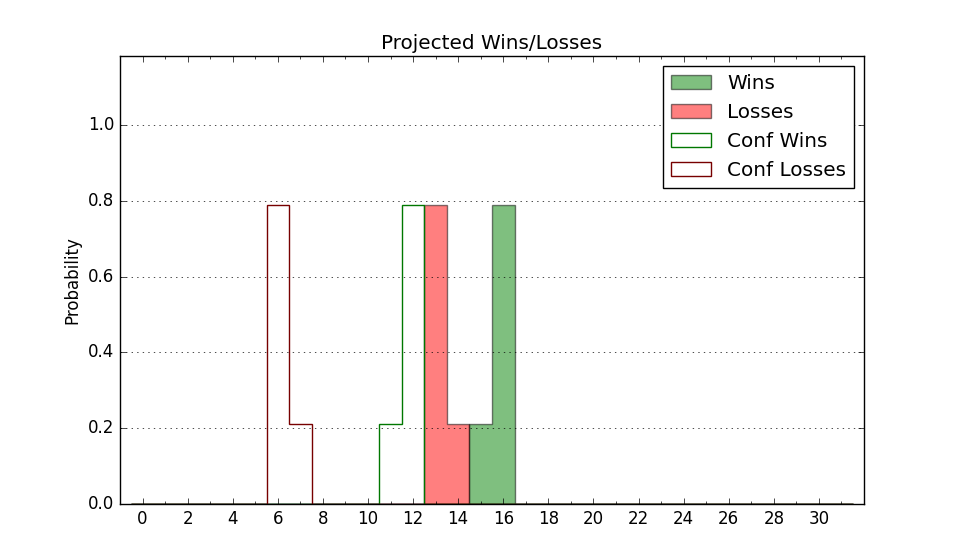 Projected Wins/Losses
Wins
Losses
Conf Wins
Conf Losses
Probability
1.0
0.8
0.6
0.4
0.2
0.0
0 2 4 6 8 10 12 14 16 18 20 22 24 26 28 30